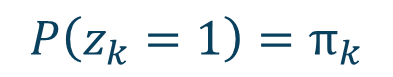 P(z_k = 1) = π_k